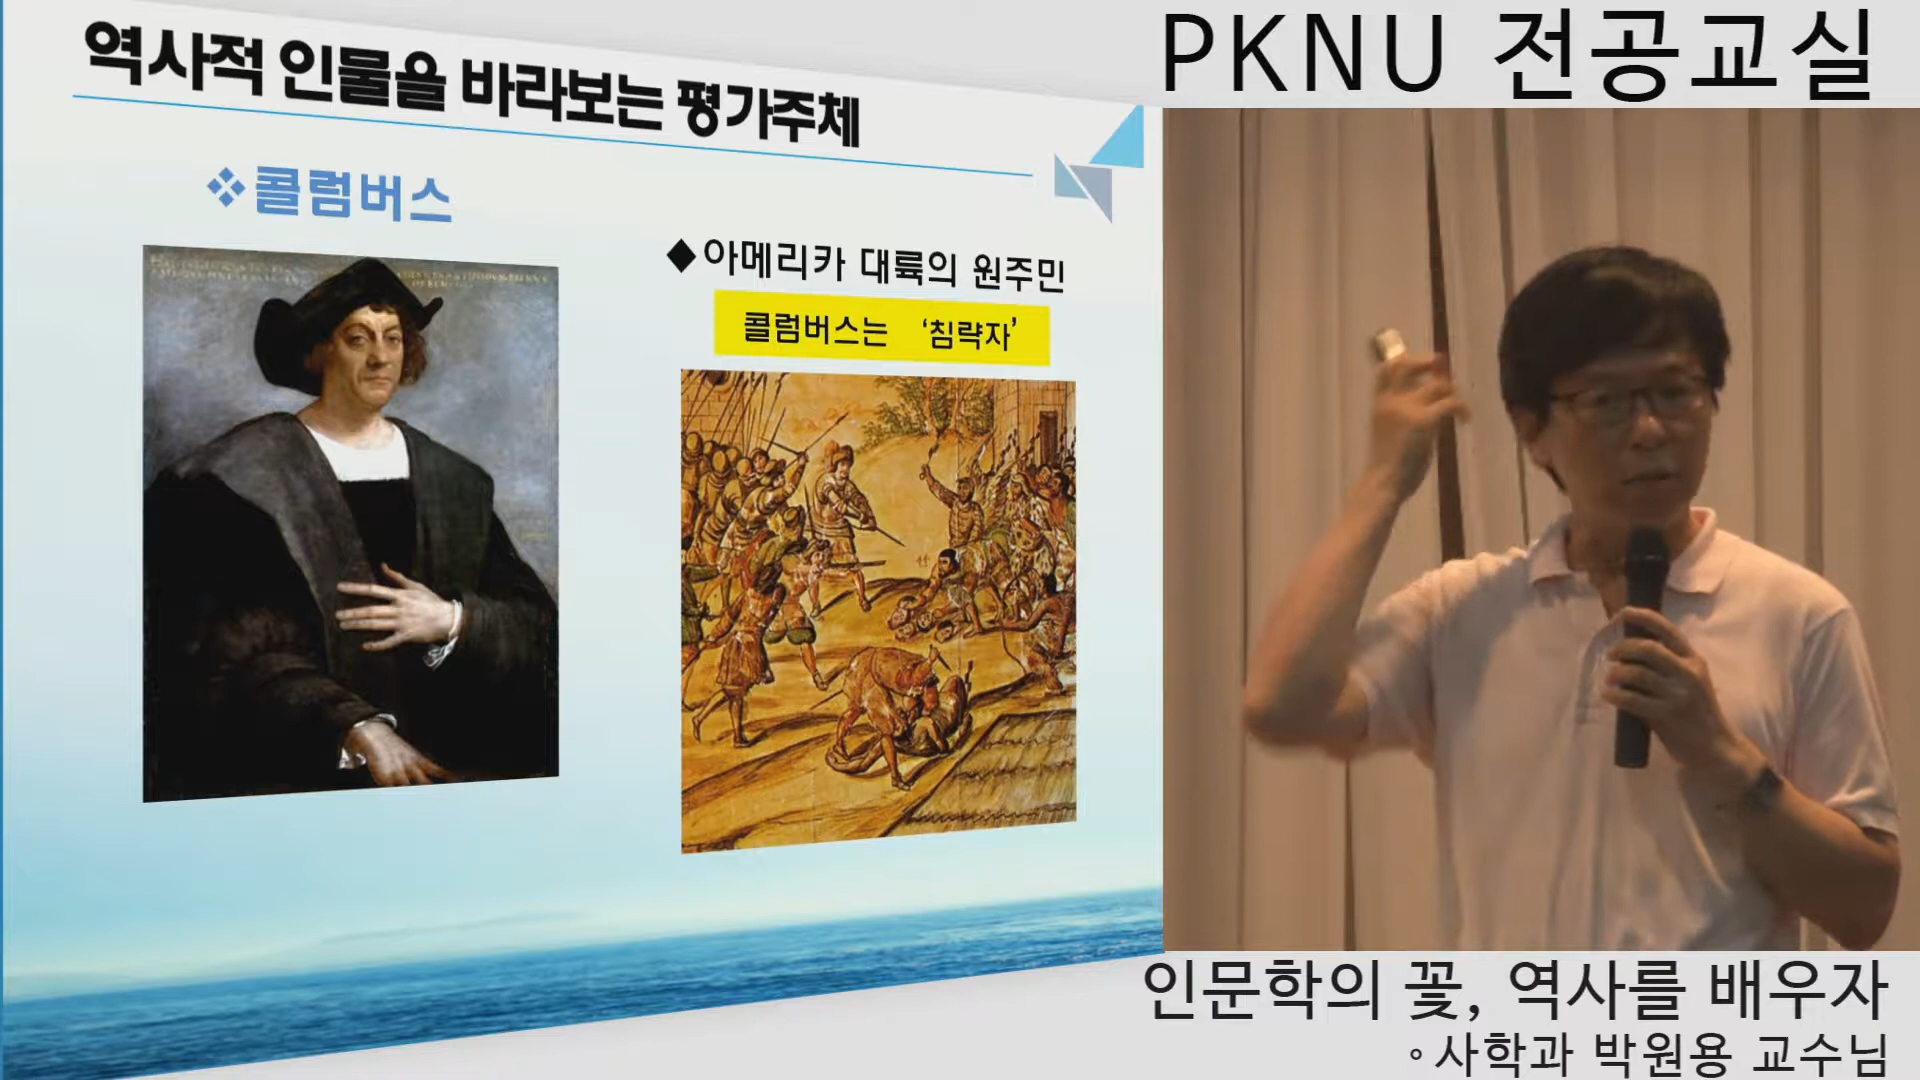 역사적 인물을 바라보는 평가주체
❖콜럼버스
◆아메리카 대륙의 원주민
콜럼버스는 ‘침략자’
PKNU 전공교실
인문학의 꽃, 역사를 배우자
◦사학과 박원용 교수님